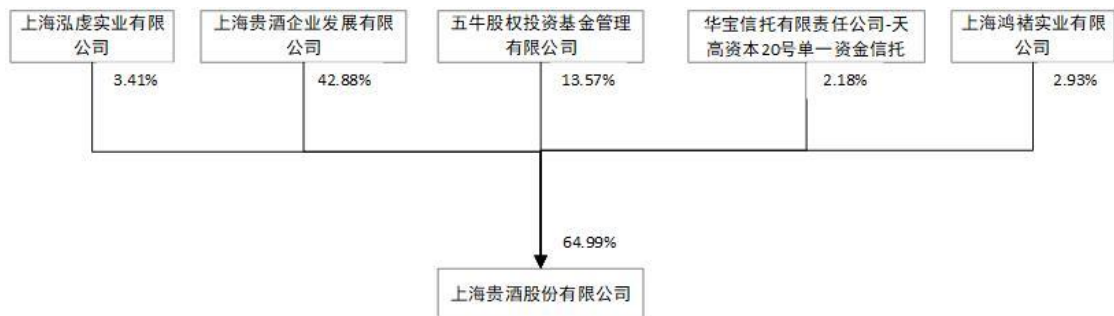 上海泓虔实业有限
公司
上海贵酒企业发展有限
公司
五牛股权投资基金管理
有限公司
华宝信托有限责任公司-天
高资本20号单一资金信托
上海鸿褚实业有限
公司
3.41%
42.88%
13.57%
2.18%
2.93%
64.99%
上海贵酒股份有限公司